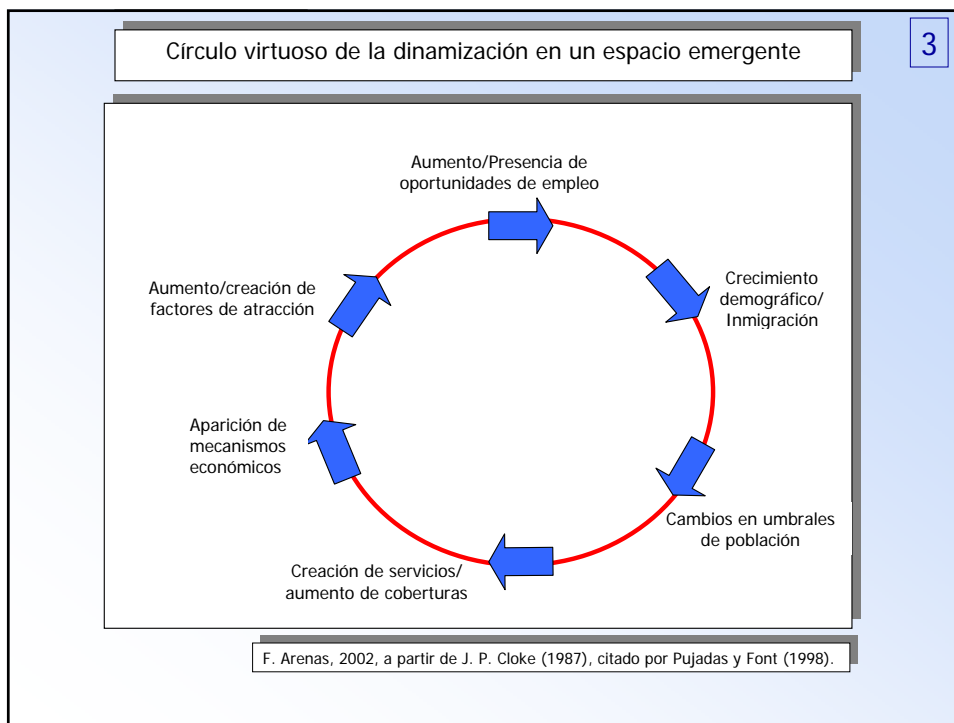 Círculo virtuoso de la dinamización en un espacio emergente
3
Aumento/Presencia de
oportunidades de empleo
Crecimiento
demográfico/
Inmigración
Cambios en umbrales
de población
Creación de servicios/
aumento de coberturas
Aparición de
mecanismos
económicos
Aumento/creación de
factores de atracción
F. Arenas, 2002, a partir de J. P. Cloke (1987), citado por Pujadas y Font (1998).